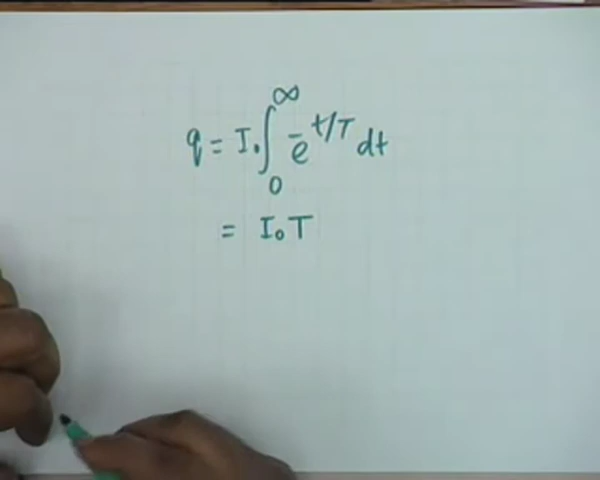 q = I₀ ∫₀^∞ e^{-t/T} dt
= I₀T